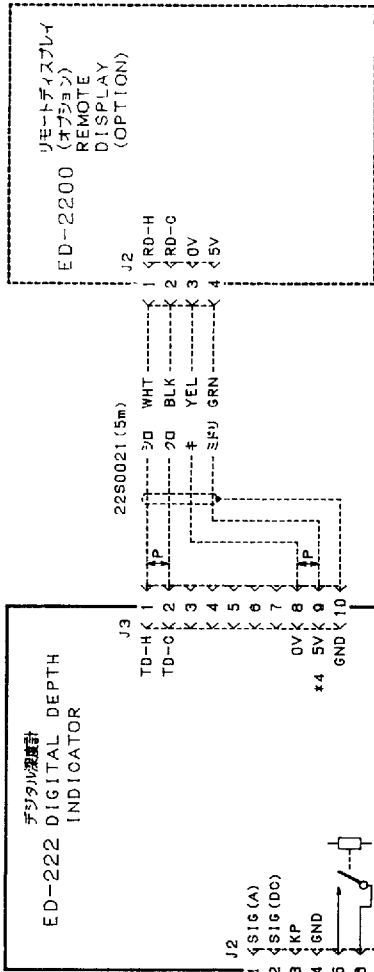 リモートディスプレイ
(オプション)
ED-2200 REMOTE
DISPLAY
(OPTION)
J2
1 RD-H
2 RD-C
3 0V
4 5V
シロ WHT
クロ BLK
キ YEL
ミドリ GRN
22S0021(5m)
P
P
J3
TD-H 1
TD-C 2
3
4
5
6
7
0V 8
*4 5V 9
GND 10
デジタル深度計
ED-222 DIGITAL DEPTH
INDICATOR
J2
1 SIG(A)
2 SIG(DC)
3 KP
4 GND
5
6